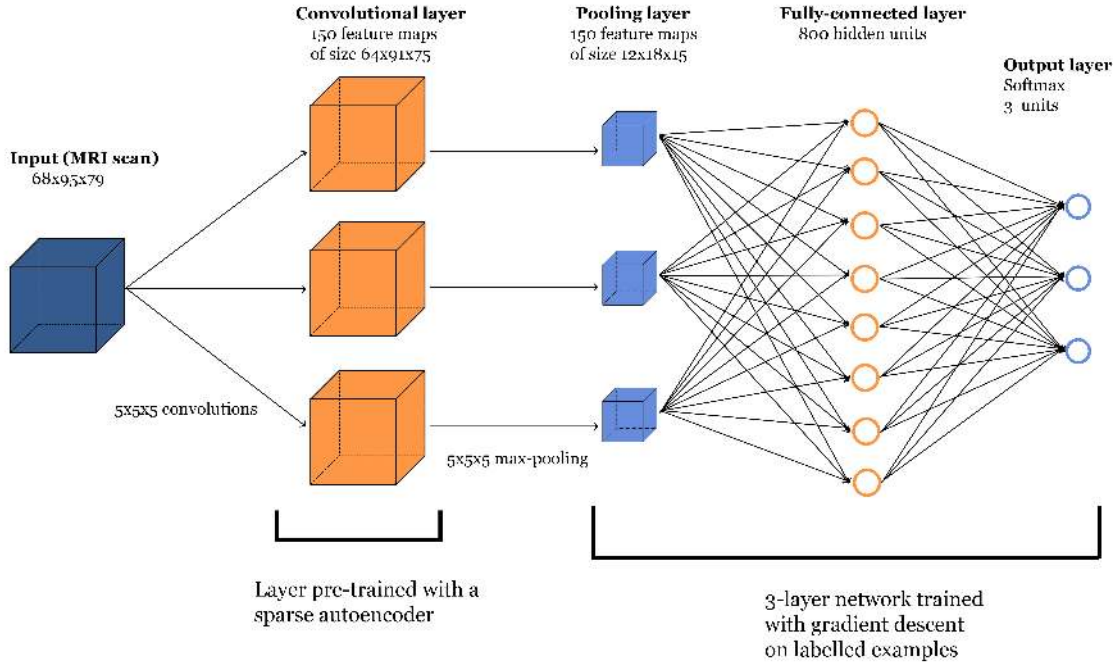 Convolutional layer
150 feature maps
of size 64x91x75
Pooling layer
150 feature maps
of size 12x18x15
Fully-connected layer
800 hidden units
Output layer
Softmax
3 units
Input (MRI scan)
68x95x79
5x5x5 convolutions
5x5x5 max-pooling
Layer pre-trained with a
sparse autoencoder
3-layer network trained
with gradient descent
on labelled examples